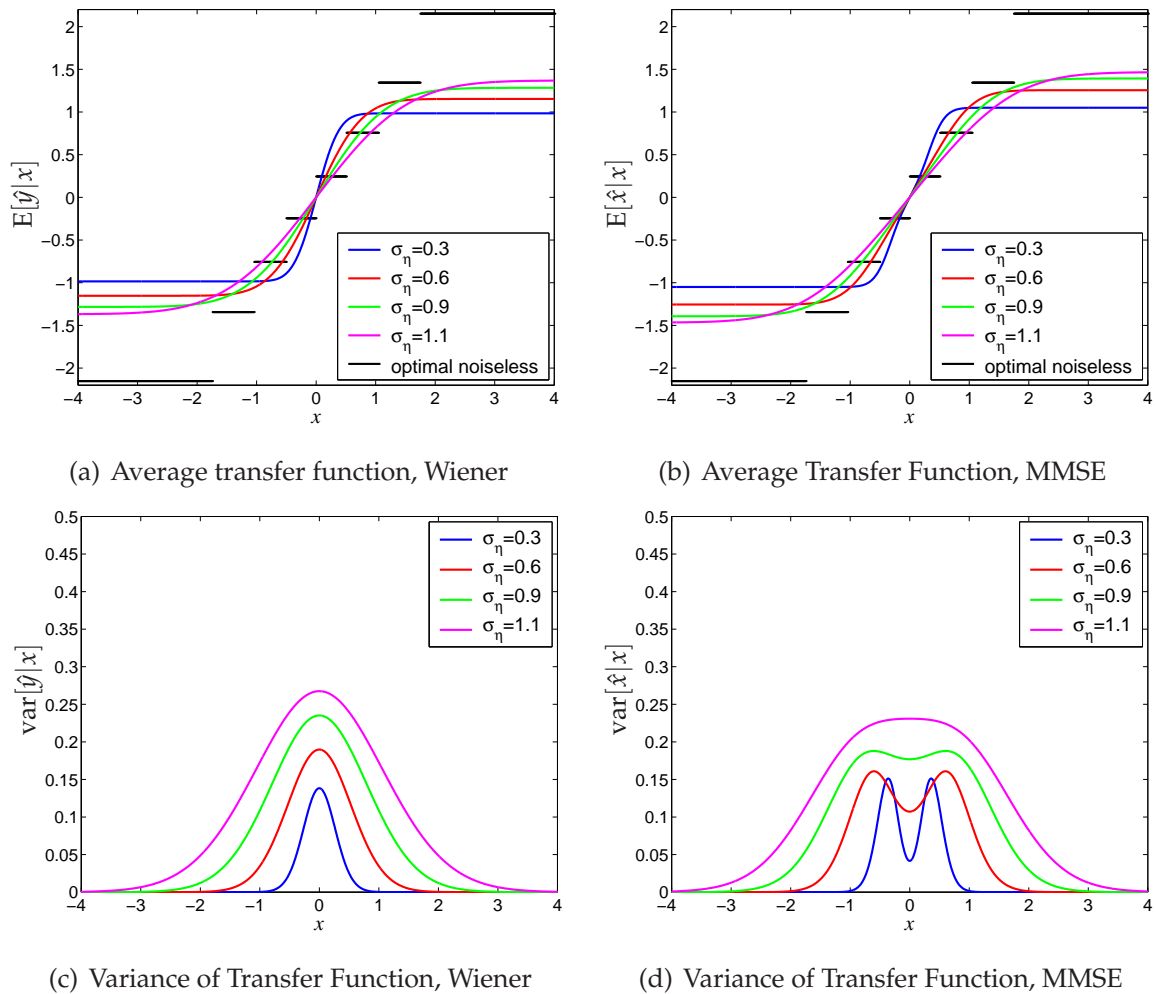 2
1.5
1
0.5
0
−0.5
−1
−1.5
−2
E[ŷ|x]
−4 −3 −2 −1 0 1 2 3 4
x
σ_η=0.3
σ_η=0.6
σ_η=0.9
σ_η=1.1
optimal noiseless
(a) Average transfer function, Wiener
2
1.5
1
0.5
0
−0.5
−1
−1.5
−2
E[x̂|x]
−4 −3 −2 −1 0 1 2 3 4
x
σ_η=0.3
σ_η=0.6
σ_η=0.9
σ_η=1.1
optimal noiseless
(b) Average Transfer Function, MMSE
0.5
0.45
0.4
0.35
0.3
0.25
0.2
0.15
0.1
0.05
0
var[ŷ|x]
−4 −3 −2 −1 0 1 2 3 4
x
σ_η=0.3
σ_η=0.6
σ_η=0.9
σ_η=1.1
(c) Variance of Transfer Function, Wiener
0.5
0.45
0.4
0.35
0.3
0.25
0.2
0.15
0.1
0.05
0
var[x̂|x]
−4 −3 −2 −1 0 1 2 3 4
x
σ_η=0.3
σ_η=0.6
σ_η=0.9
σ_η=1.1
(d) Variance of Transfer Function, MMSE